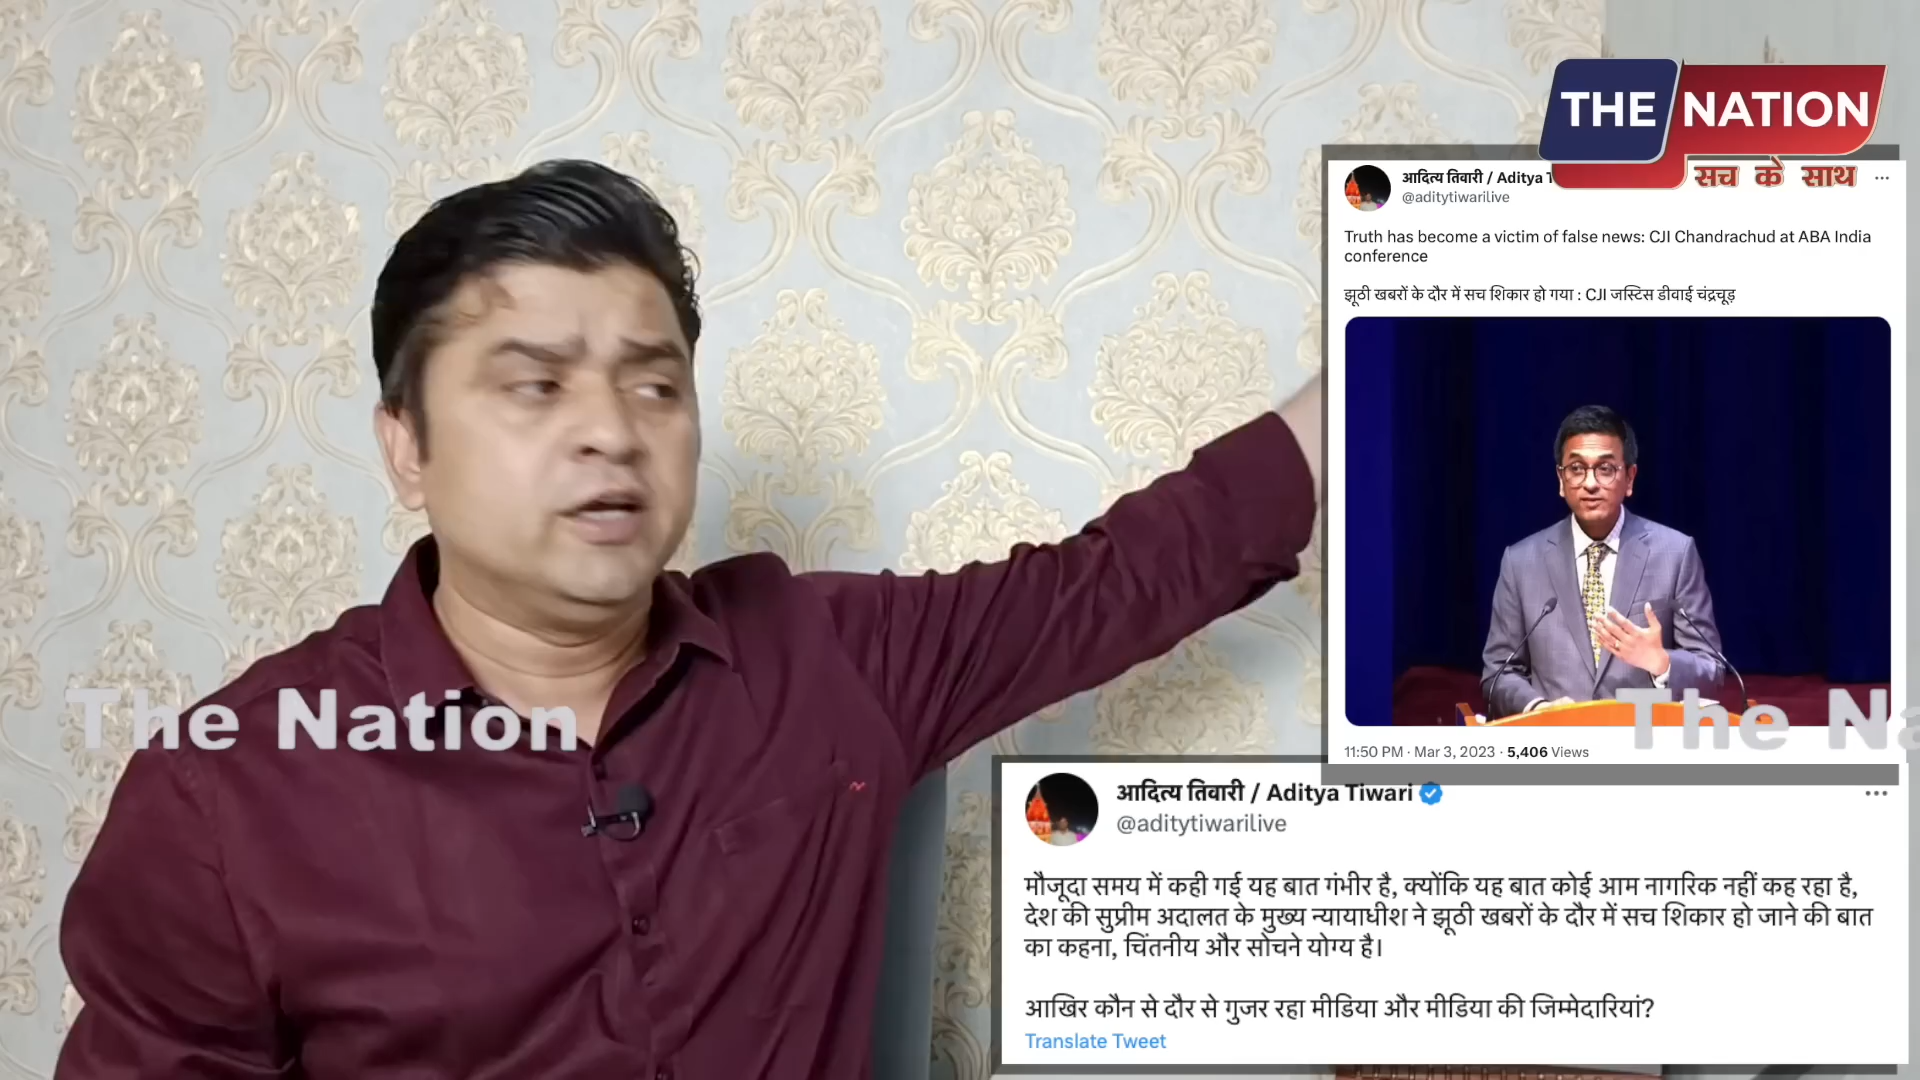 THE NATION
सच के साथ
आदित्य तिवारी / Aditya
@aditytiwarilive
Truth has become a victim of false news: CJI Chandrachud at ABA India
conference
झूठी खबरों के दौर में सच शिकार हो गया : CJI जस्टिस डीवाई चंद्रचूड़
The Nation
The Na
11:50 PM · Mar 3, 2023 · 5,406 Views
आदित्य तिवारी / Aditya Tiwari
@aditytiwarilive
मौजूदा समय में कही गई यह बात गंभीर है, क्योंकि यह बात कोई आम नागरिक नहीं कह रहा है,
देश की सुप्रीम अदालत के मुख्य न्यायाधीश ने झूठी खबरों के दौर में सच शिकार हो जाने की बात
का कहना, चिंतनीय और सोचने योग्य है।
आखिर कौन से दौर से गुजर रहा मीडिया और मीडिया की जिम्मेदारियां?
Translate Tweet